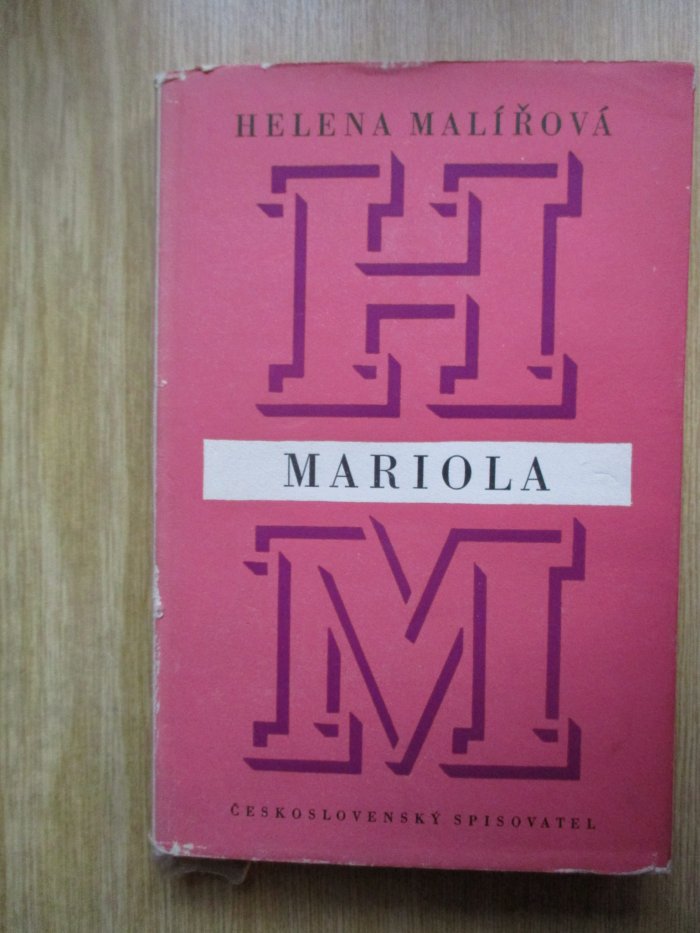 HELENA MALÍŘOVÁ
H
MARIOLA
M
ČESKOSLOVENSKÝ SPISOVATEL